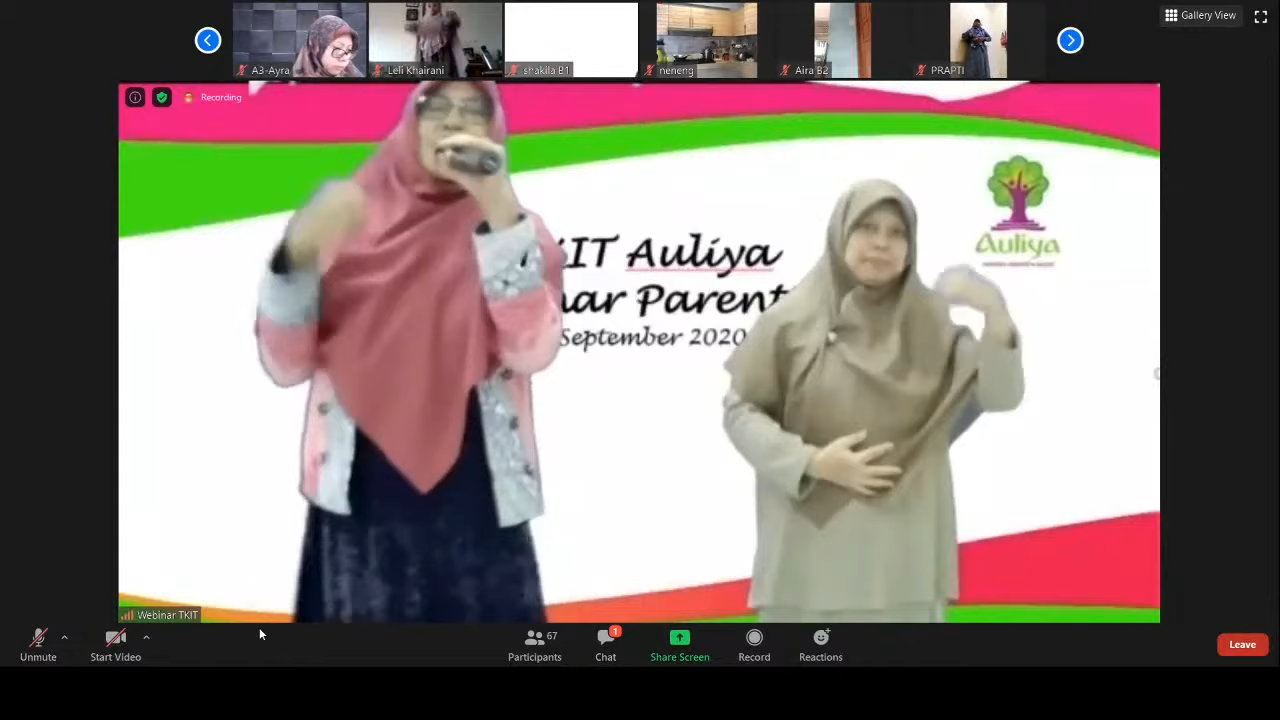 Gallery View
A3-Ayra
Leli Khairani
shakila B1
neneng
Aira B2
PRAPTI
Recording
IT Auliya
nar Parent
September 2020
Auliya
Webinar TKIT
Unmute
Start Video
Participants
67
Chat
1
Share Screen
Record
Reactions
Leave